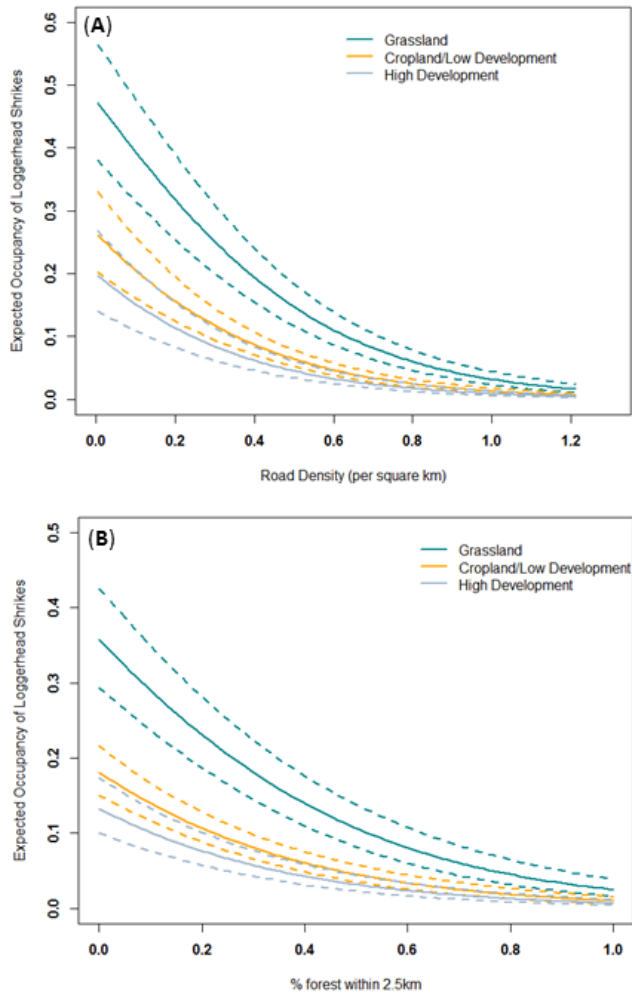 (A)
Grassland
Cropland/Low Development
High Development
Expected Occupancy of Loggerhead Shrikes
0.6
0.5
0.4
0.3
0.2
0.1
0.0
0.0 0.2 0.4 0.6 0.8 1.0 1.2
Road Density (per square km)
(B)
Grassland
Cropland/Low Development
High Development
Expected Occupancy of Loggerhead Shrikes
0.5
0.4
0.3
0.2
0.1
0.0
0.0 0.2 0.4 0.6 0.8 1.0
% forest within 2.5km